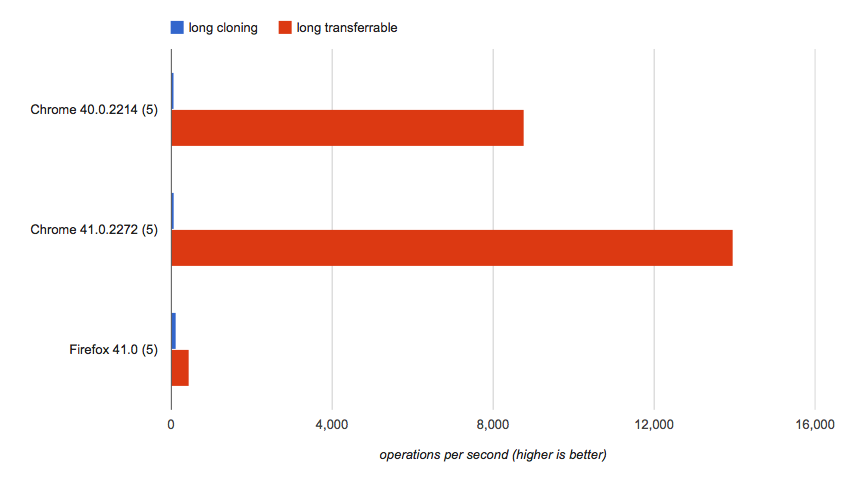 long cloning long transferrable
Chrome 40.0.2214 (5)
Chrome 41.0.2272 (5)
Firefox 41.0 (5)
0 4,000 8,000 12,000 16,000
operations per second (higher is better)